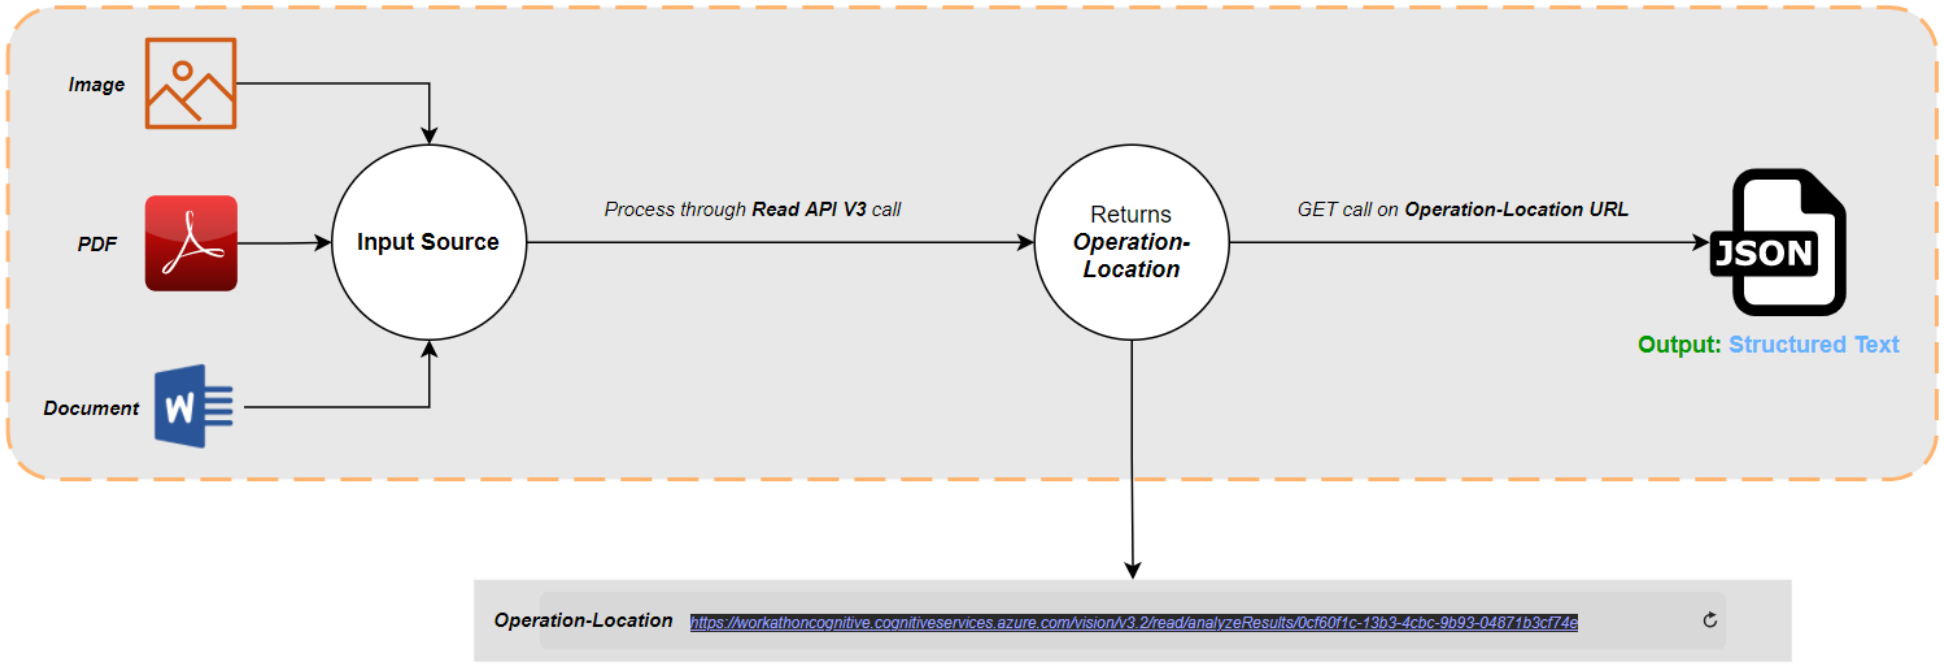 Image
PDF
Document
W
Input Source
Process through Read API V3 call
Returns
Operation-
Location
GET call on Operation-Location URL
JSON
Output: Structured Text
Operation-Location https://workathoncognitive.cognitiveservices.azure.com/vision/v3.2/read/analyzeResults/0cf60f1c-13b3-4cbc-9b93-04871b3cf74e